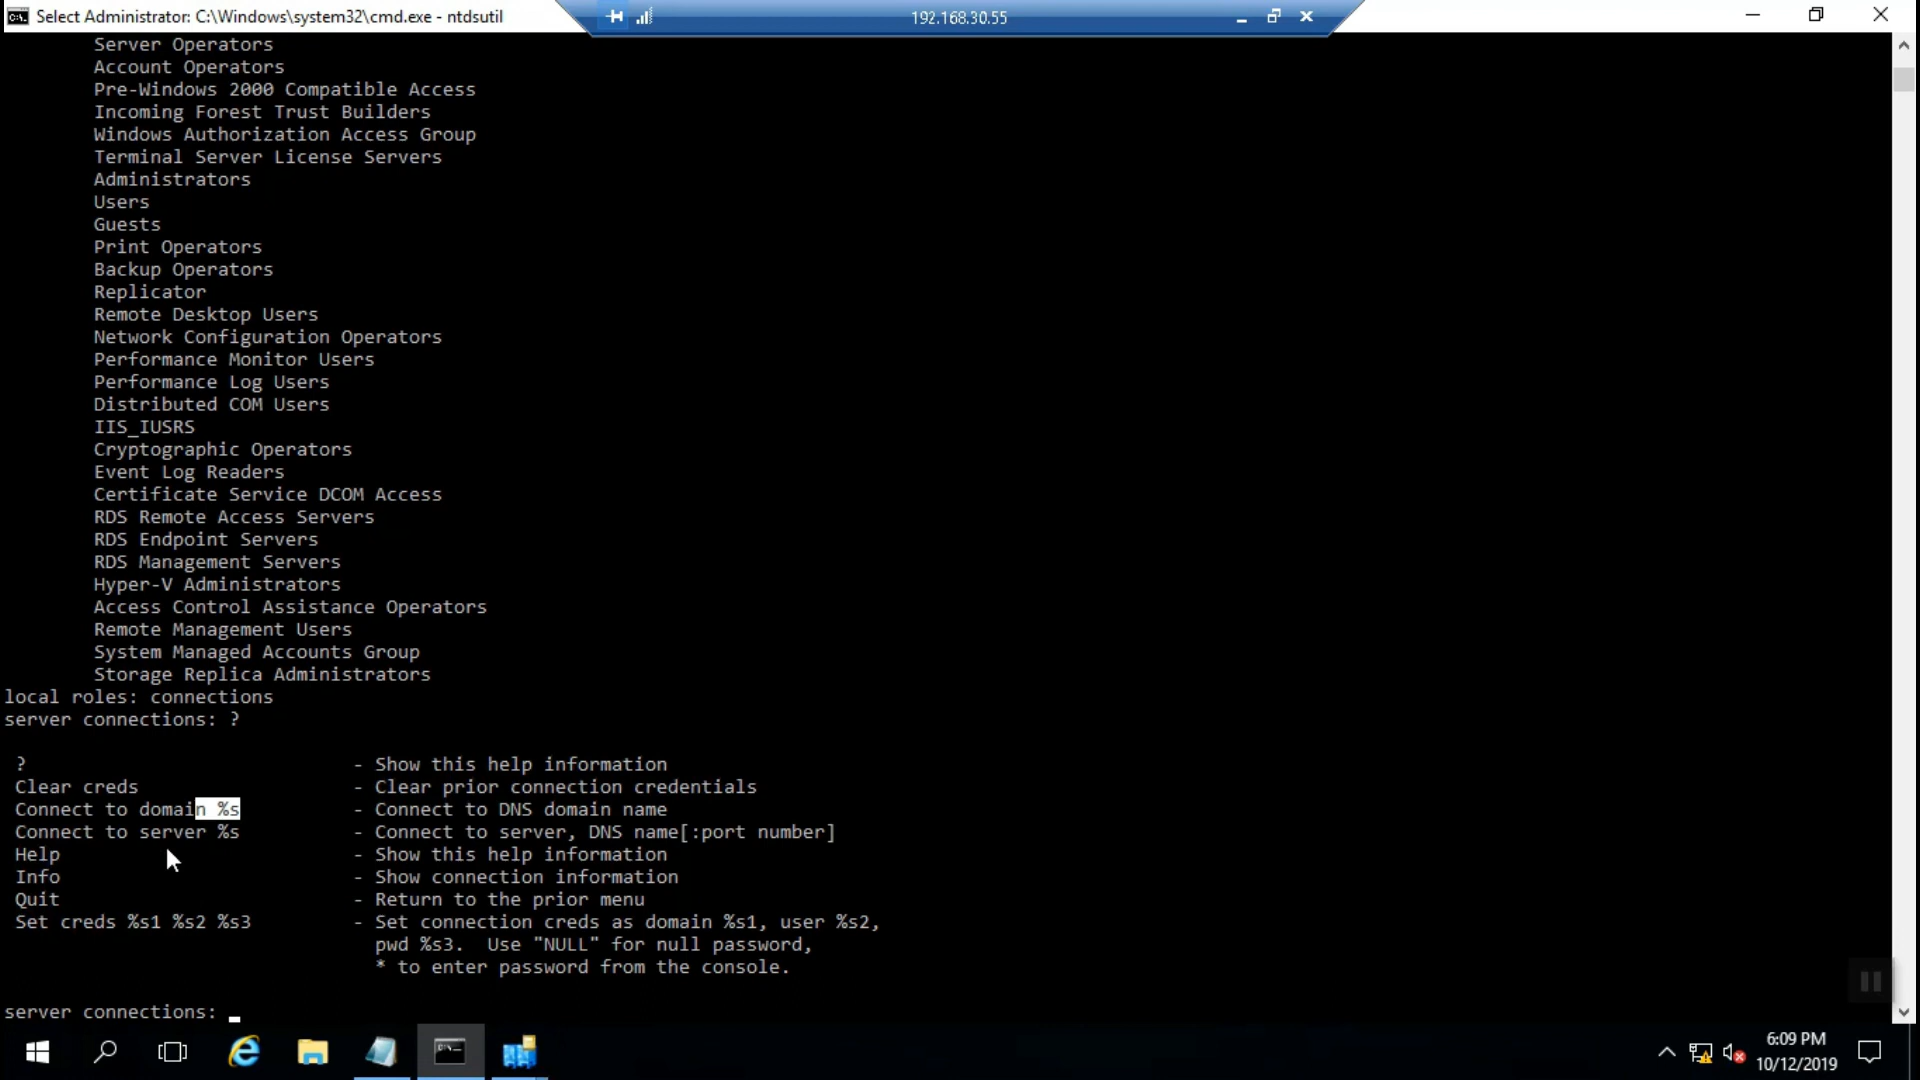 Select Administrator: C:\Windows\system32\cmd.exe - ntdsutil
192.168.30.55
Server Operators
Account Operators
Pre-Windows 2000 Compatible Access
Incoming Forest Trust Builders
Windows Authorization Access Group
Terminal Server License Servers
Administrators
Users
Guests
Print Operators
Backup Operators
Replicator
Remote Desktop Users
Network Configuration Operators
Performance Monitor Users
Performance Log Users
Distributed COM Users
IIS_IUSRS
Cryptographic Operators
Event Log Readers
Certificate Service DCOM Access
RDS Remote Access Servers
RDS Endpoint Servers
RDS Management Servers
Hyper-V Administrators
Access Control Assistance Operators
Remote Management Users
System Managed Accounts Group
Storage Replica Administrators
local roles: connections
server connections: ?
? - Show this help information
Clear creds - Clear prior connection credentials
Connect to domain %s - Connect to DNS domain name
Connect to server %s - Connect to server, DNS name[:port number]
Help - Show this help information
Info - Show connection information
Quit - Return to the prior menu
Set creds %s1 %s2 %s3 - Set connection creds as domain %s1, user %s2,
pwd %s3. Use "NULL" for null password,
* to enter password from the console.
server connections: _
6:09 PM
10/12/2019